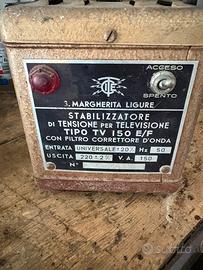 ACCESO
SPENTO
S. MARGHERITA LIGURE
STABILIZZATORE
DI TENSIONE PER TELEVISIONE
TIPO TV 150 E/F
CON FILTRO CORRETTORE D'ONDA
ENTRATA UNIVERSALE ±20% Hz 50
USCITA 220±2% V.A. 150
N°
Subito